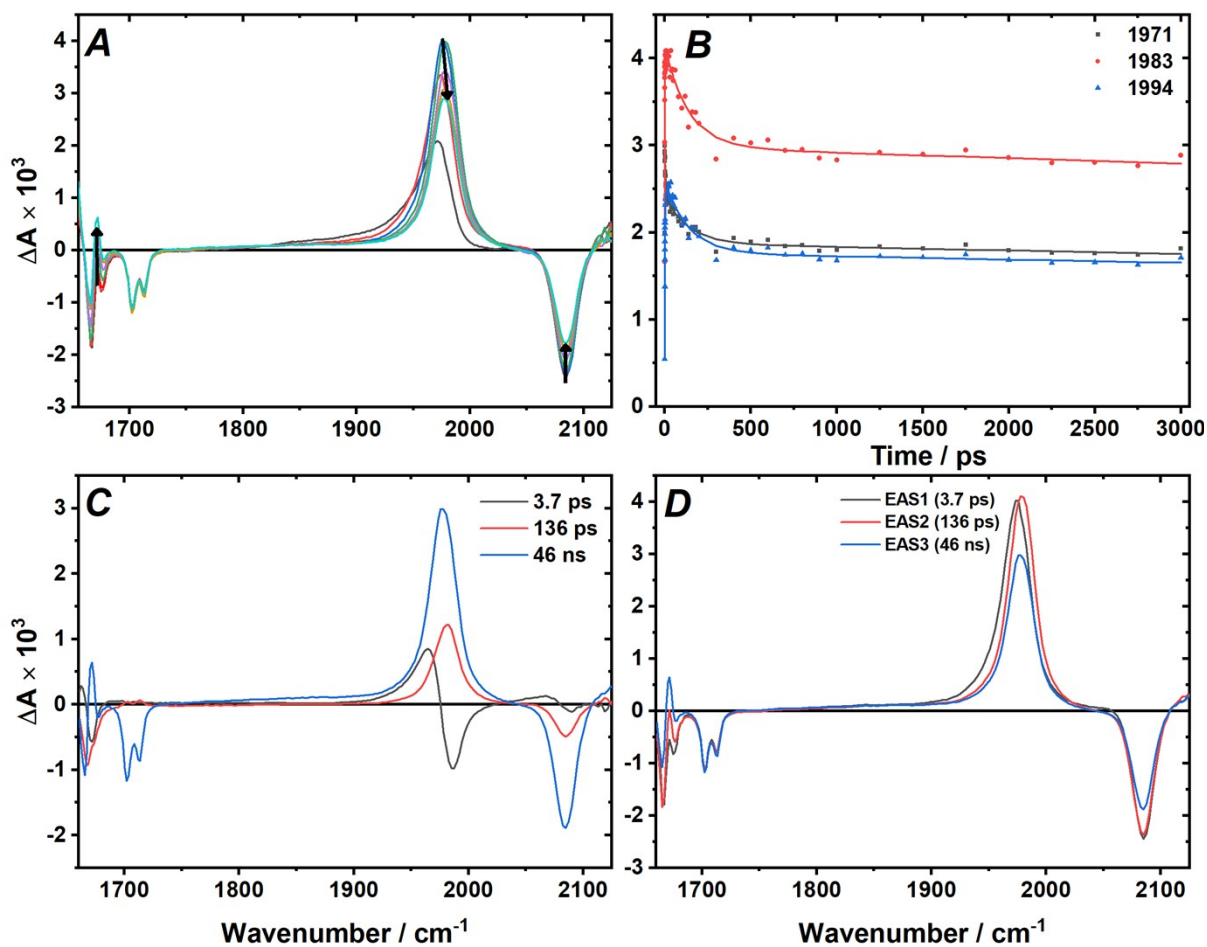 A
4
3
2
1
0
-1
-2
-3
ΔA × 10³
1700 1800 1900 2000 2100
B
1971
1983
1994
4
3
2
1
0
0 500 1000 1500 2000 2500 3000
Time / ps
C
3.7 ps
136 ps
46 ns
3
2
1
0
-1
-2
ΔA × 10³
1700 1800 1900 2000 2100
Wavenumber / cm⁻¹
D
EAS1 (3.7 ps)
EAS2 (136 ps)
EAS3 (46 ns)
4
3
2
1
0
-1
-2
-3
1700 1800 1900 2000 2100
Wavenumber / cm⁻¹